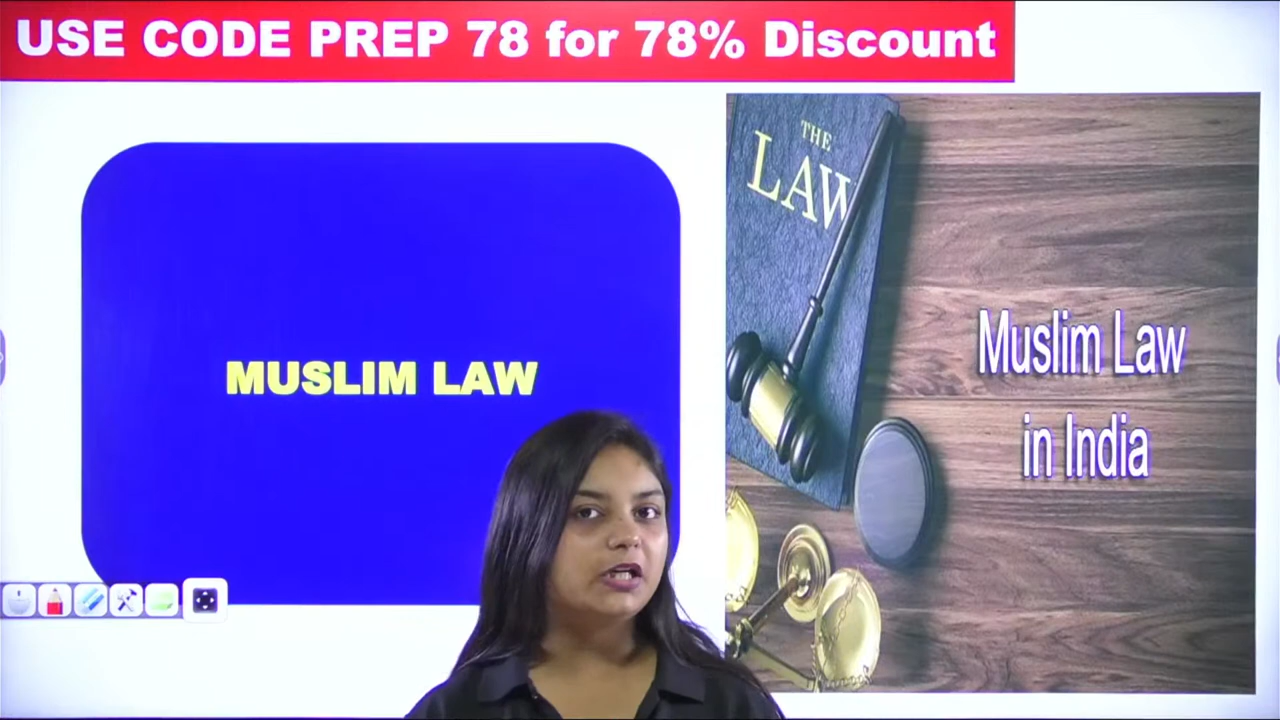 USE CODE PREP 78 for 78% Discount
MUSLIM LAW
THE
LAW
Muslim Law
in India